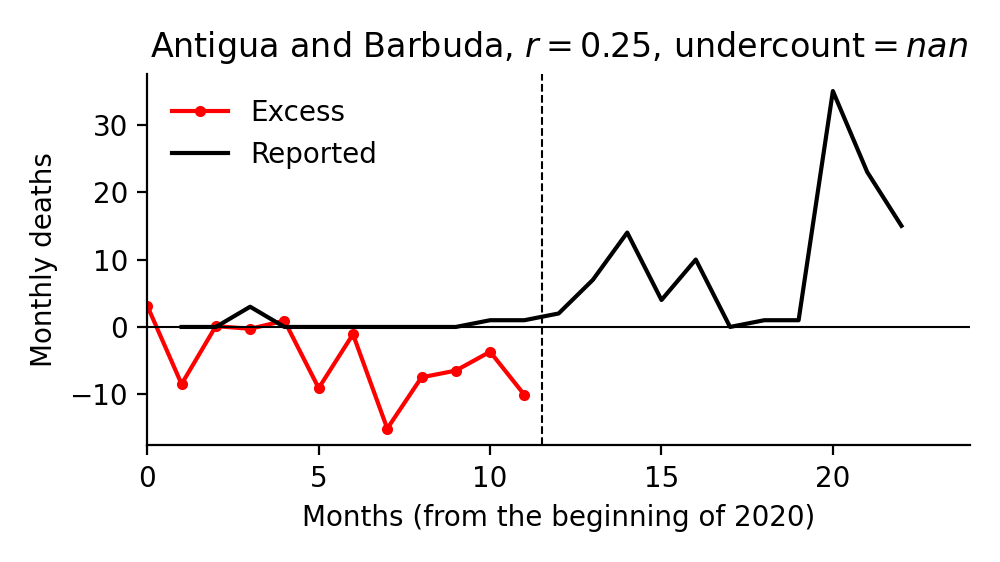 Antigua and Barbuda, r = 0.25, undercount = nan
Excess
Reported
Monthly deaths
30
20
10
0
−10
0 5 10 15 20
Months (from the beginning of 2020)